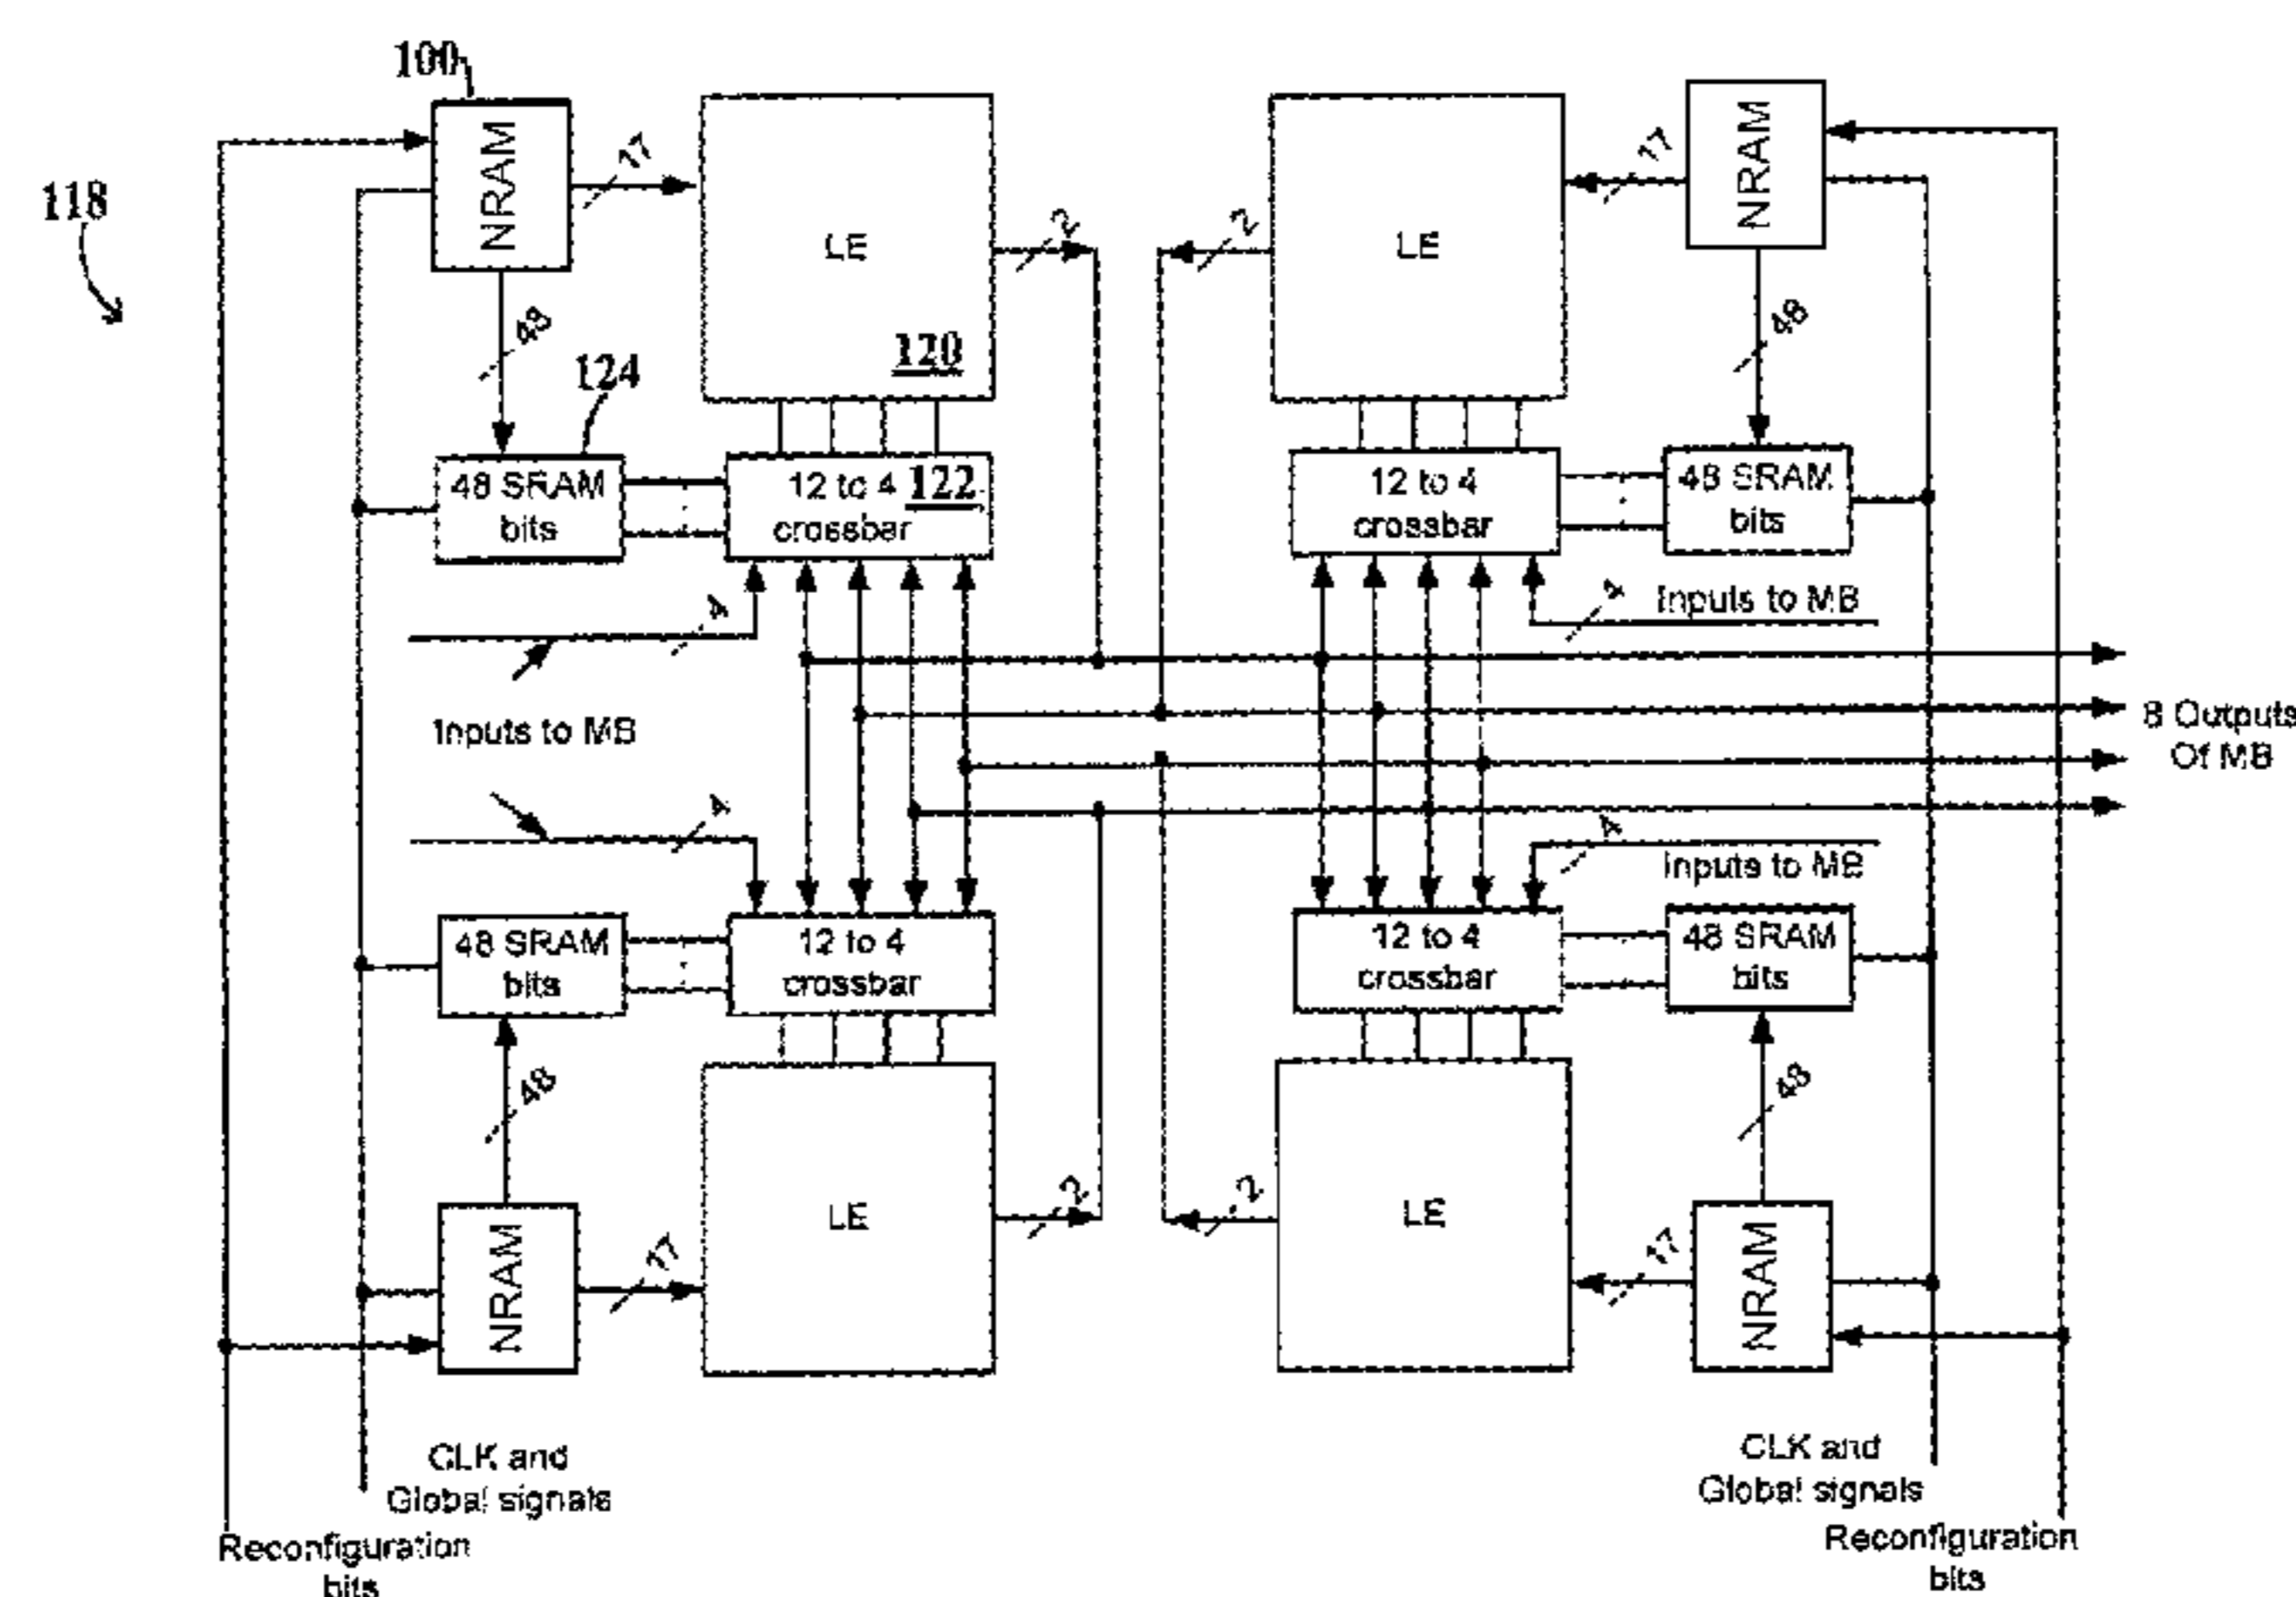 100
NRAM
17
LE
2
120
118
48
124
48 SRAM
bits
12 to 4 122
crossbar
4
Inputs to MB
2
LE
17
NRAM
48
12 to 4
crossbar
48 SRAM
bits
4 Inputs to MB
8 Outputs
Of MB
4
48 SRAM
bits
12 to 4
crossbar
48
NRAM
17
LE
2
4
Inputs to MB
12 to 4
crossbar
48 SRAM
bits
48
2
LE
17
NRAM
CLK and
Global signals
Reconfiguration
bits
CLK and
Global signals
Reconfiguration
bits